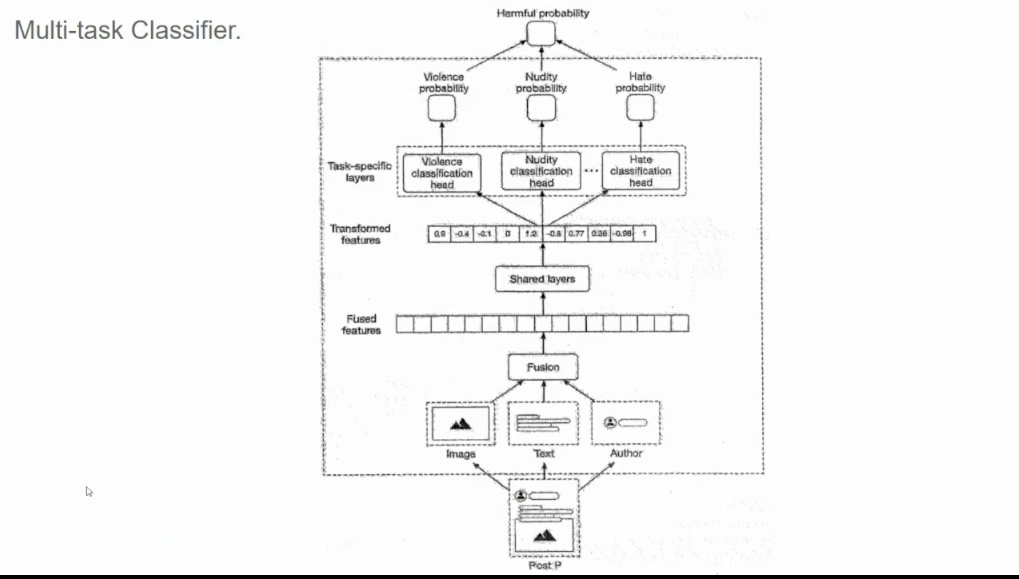 Multi-task Classifier.
Harmful probability
Violence
probability
Nudity
probability
Hate
probability
Task-specific
layers
Violence
classification
head
Nudity
classification
head
...
Hate
classification
head
Transformed
features
0.9 -0.4 -0.1 0 1.2 -0.8 0.77 0.36 -0.98 1
Shared layers
Fused
features
Fusion
Image
Text
Author
Post P